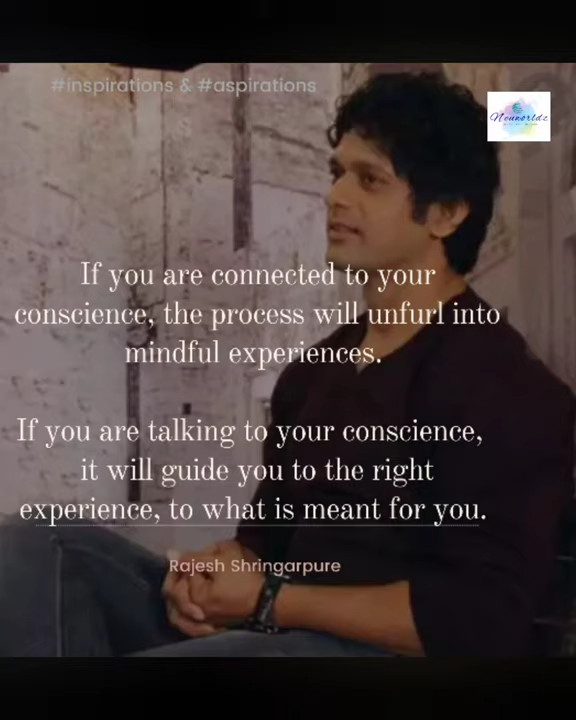 #inspirations & #aspirations
Nouworldz
If you are connected to your
conscience, the process will unfurl into
mindful experiences.
If you are talking to your conscience,
it will guide you to the right
experience, to what is meant for you.
Rajesh Shringarpure